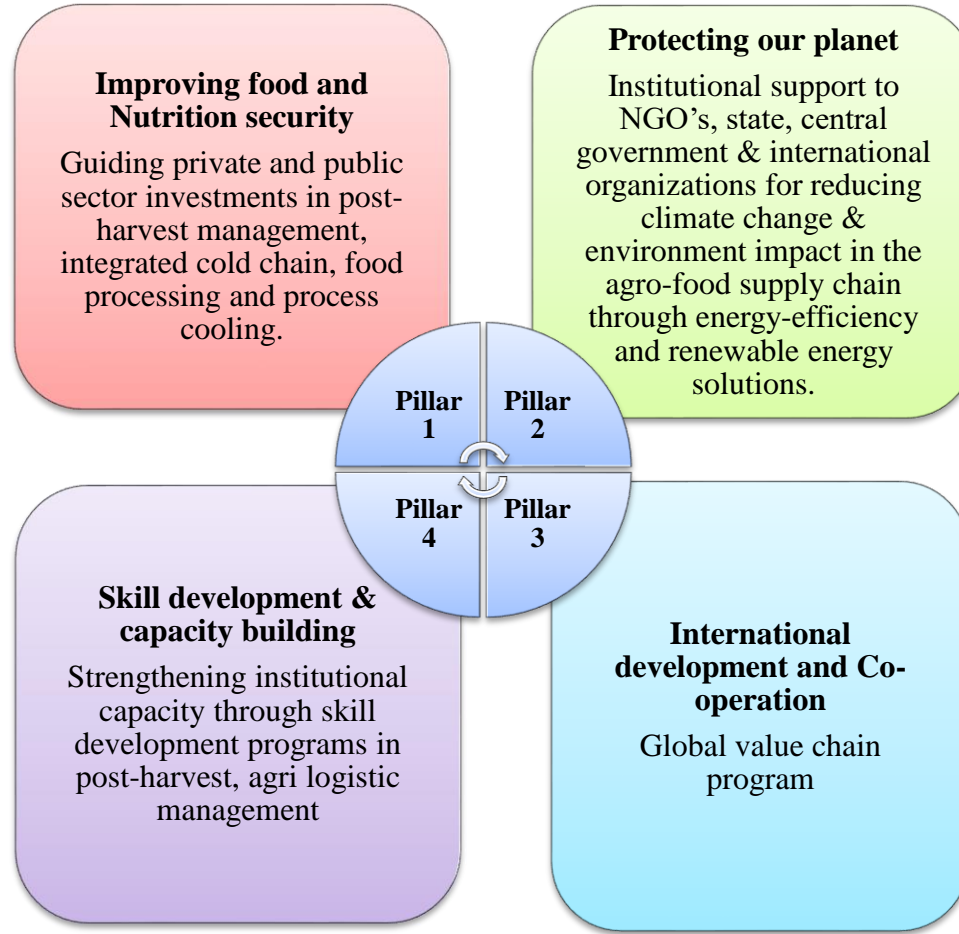 Improving food and
Nutrition security
Guiding private and public
sector investments in post-
harvest management,
integrated cold chain, food
processing and process
cooling.
Protecting our planet
Institutional support to
NGO’s, state, central
government & international
organizations for reducing
climate change &
environment impact in the
agro-food supply chain
through energy-efficiency
and renewable energy
solutions.
Pillar
1
Pillar
2
Pillar
4
Pillar
3
Skill development &
capacity building
Strengthening institutional
capacity through skill
development programs in
post-harvest, agri logistic
management
International
development and Co-
operation
Global value chain
program